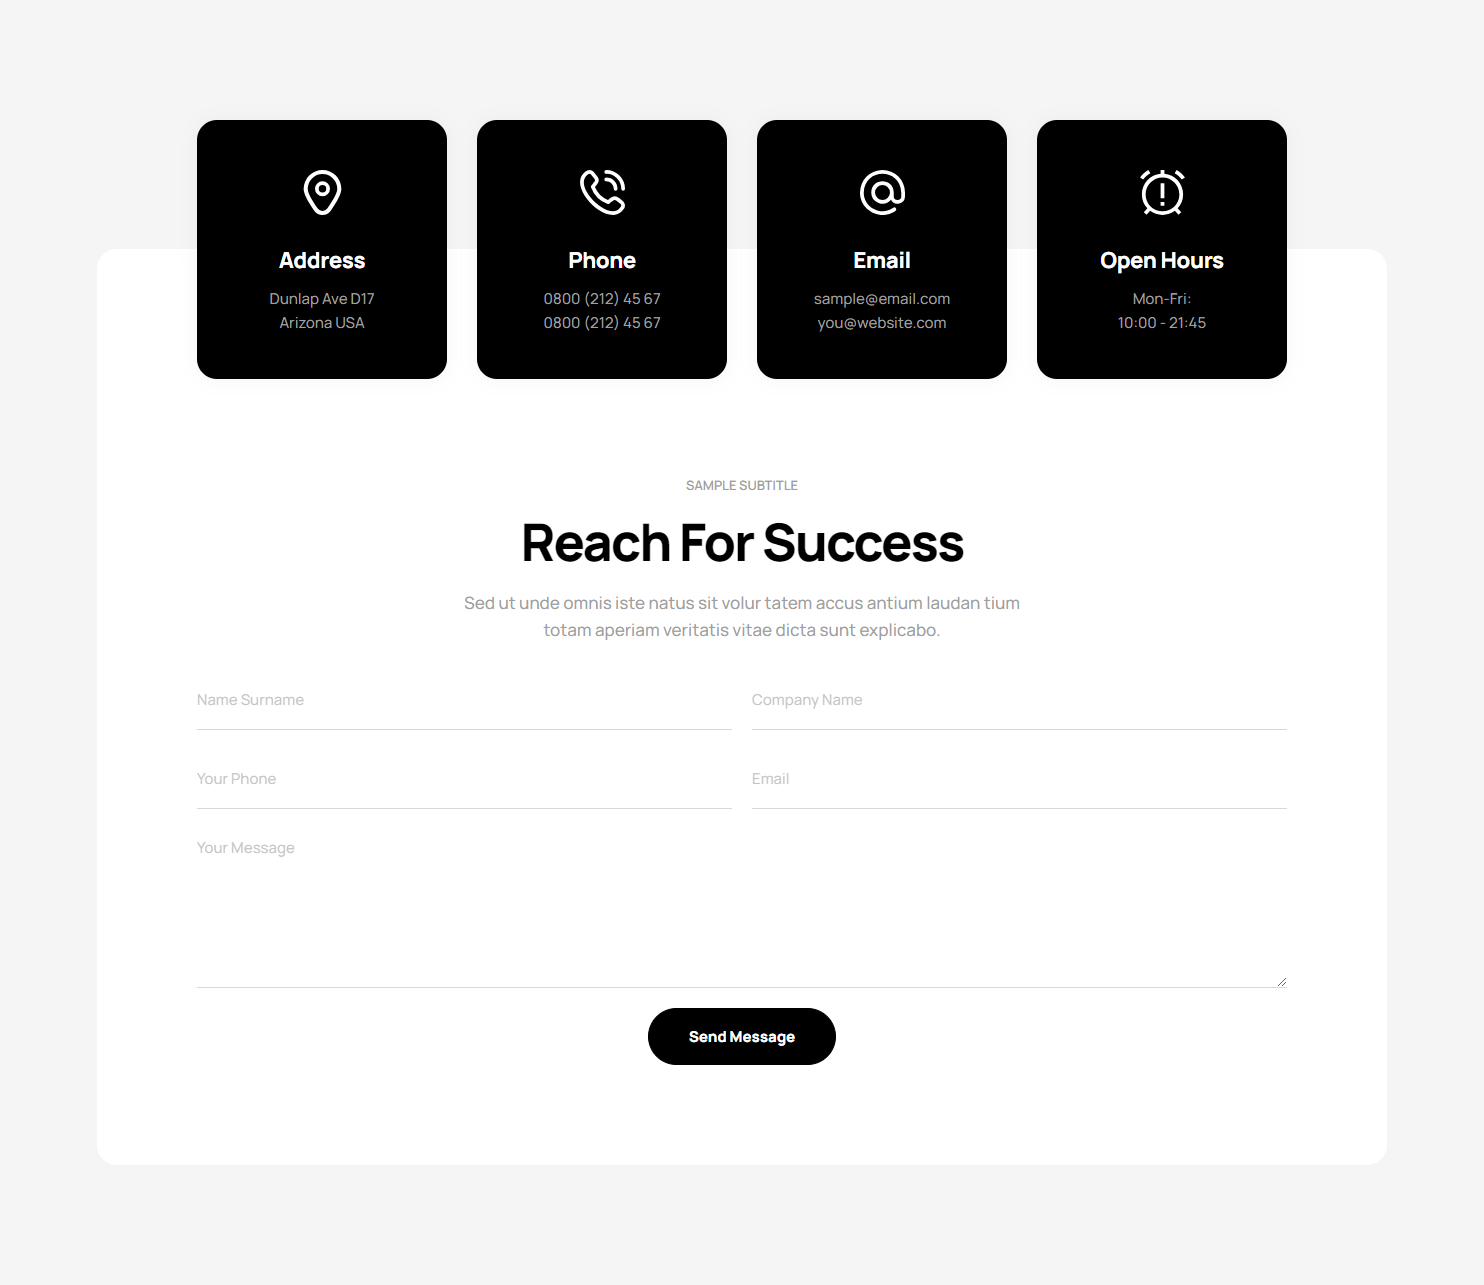 Address
Dunlap Ave D17
Arizona USA
Phone
0800 (212) 45 67
0800 (212) 45 67
Email
sample@email.com
you@website.com
Open Hours
Mon-Fri:
10:00 - 21:45
SAMPLE SUBTITLE
Reach For Success
Sed ut unde omnis iste natus sit volur tatem accus antium laudan tium
totam aperiam veritatis vitae dicta sunt explicabo.
Name Surname
Company Name
Your Phone
Email
Your Message
Send Message